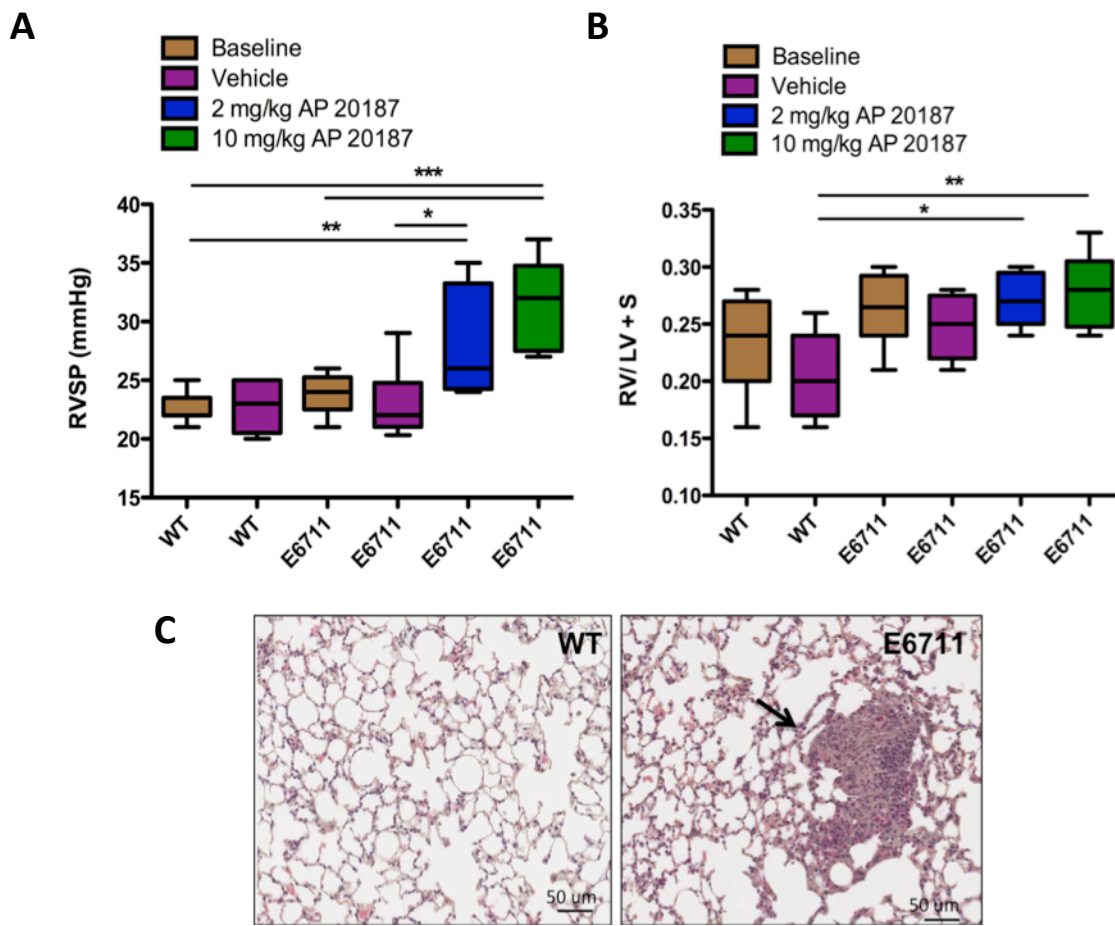 A
Baseline
Vehicle
2 mg/kg AP 20187
10 mg/kg AP 20187
***
**
*
RVSP (mmHg)
40
35
30
25
20
15
WT
WT
E6711
E6711
E6711
E6711
B
Baseline
Vehicle
2 mg/kg AP 20187
10 mg/kg AP 20187
**
*
RV/ LV + S
0.35
0.30
0.25
0.20
0.15
0.10
WT
WT
E6711
E6711
E6711
E6711
C
WT
50 um
E6711
50 um